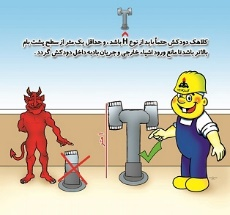 کلاهک دودکش حتماً باید از نوع H باشد. و حداقل یک متر از سطح پشت بام
بالاتر باشد تا مانع ورود اشیاء خارجی و جریان باد به داخل دودکش گردد.